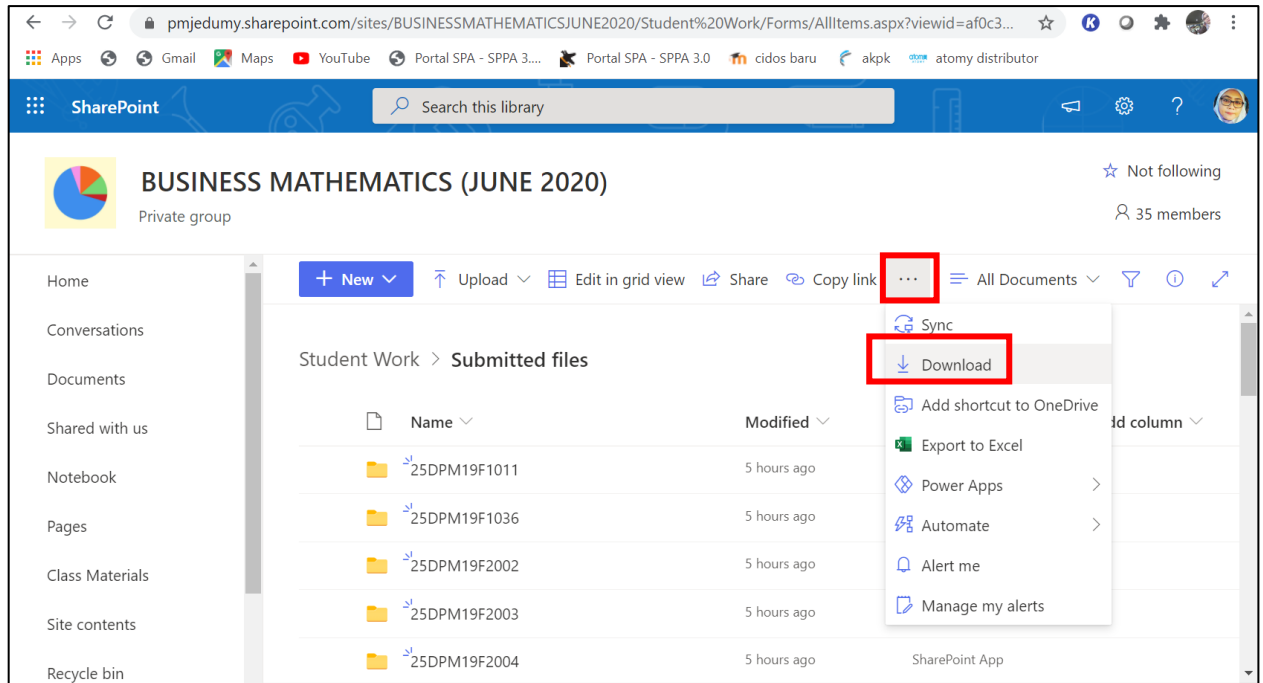 pmjedumy.sharepoint.com/sites/BUSINESSMATHEMATICSJUNE2020/Student%20Work/Forms/AllItems.aspx?viewid=af0c3...
Apps Gmail Maps YouTube Portal SPA - SPPA 3.... Portal SPA - SPPA 3.0 cidos baru akpk atomy distributor
SharePoint Search this library ?
BUSINESS MATHEMATICS (JUNE 2020) Not following
Private group 35 members
Home + New Upload Edit in grid view Share Copy link ... All Documents
Conversations Sync
Student Work > Submitted files Download
Documents Add shortcut to OneDrive
Shared with us Name Modified dd column
Export to Excel
Notebook 25DPM19F1011 5 hours ago Power Apps
Pages 25DPM19F1036 5 hours ago Automate
Class Materials 25DPM19F2002 5 hours ago Alert me
Site contents 25DPM19F2003 5 hours ago Manage my alerts
Recycle bin 25DPM19F2004 5 hours ago SharePoint App